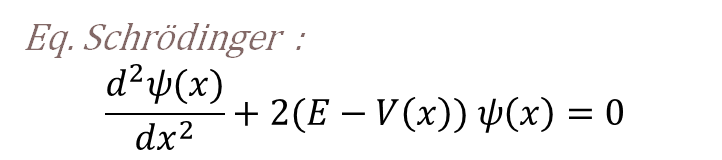 Eq. Schrödinger :
d²ψ(x)/dx² + 2(E − V(x)) ψ(x) = 0